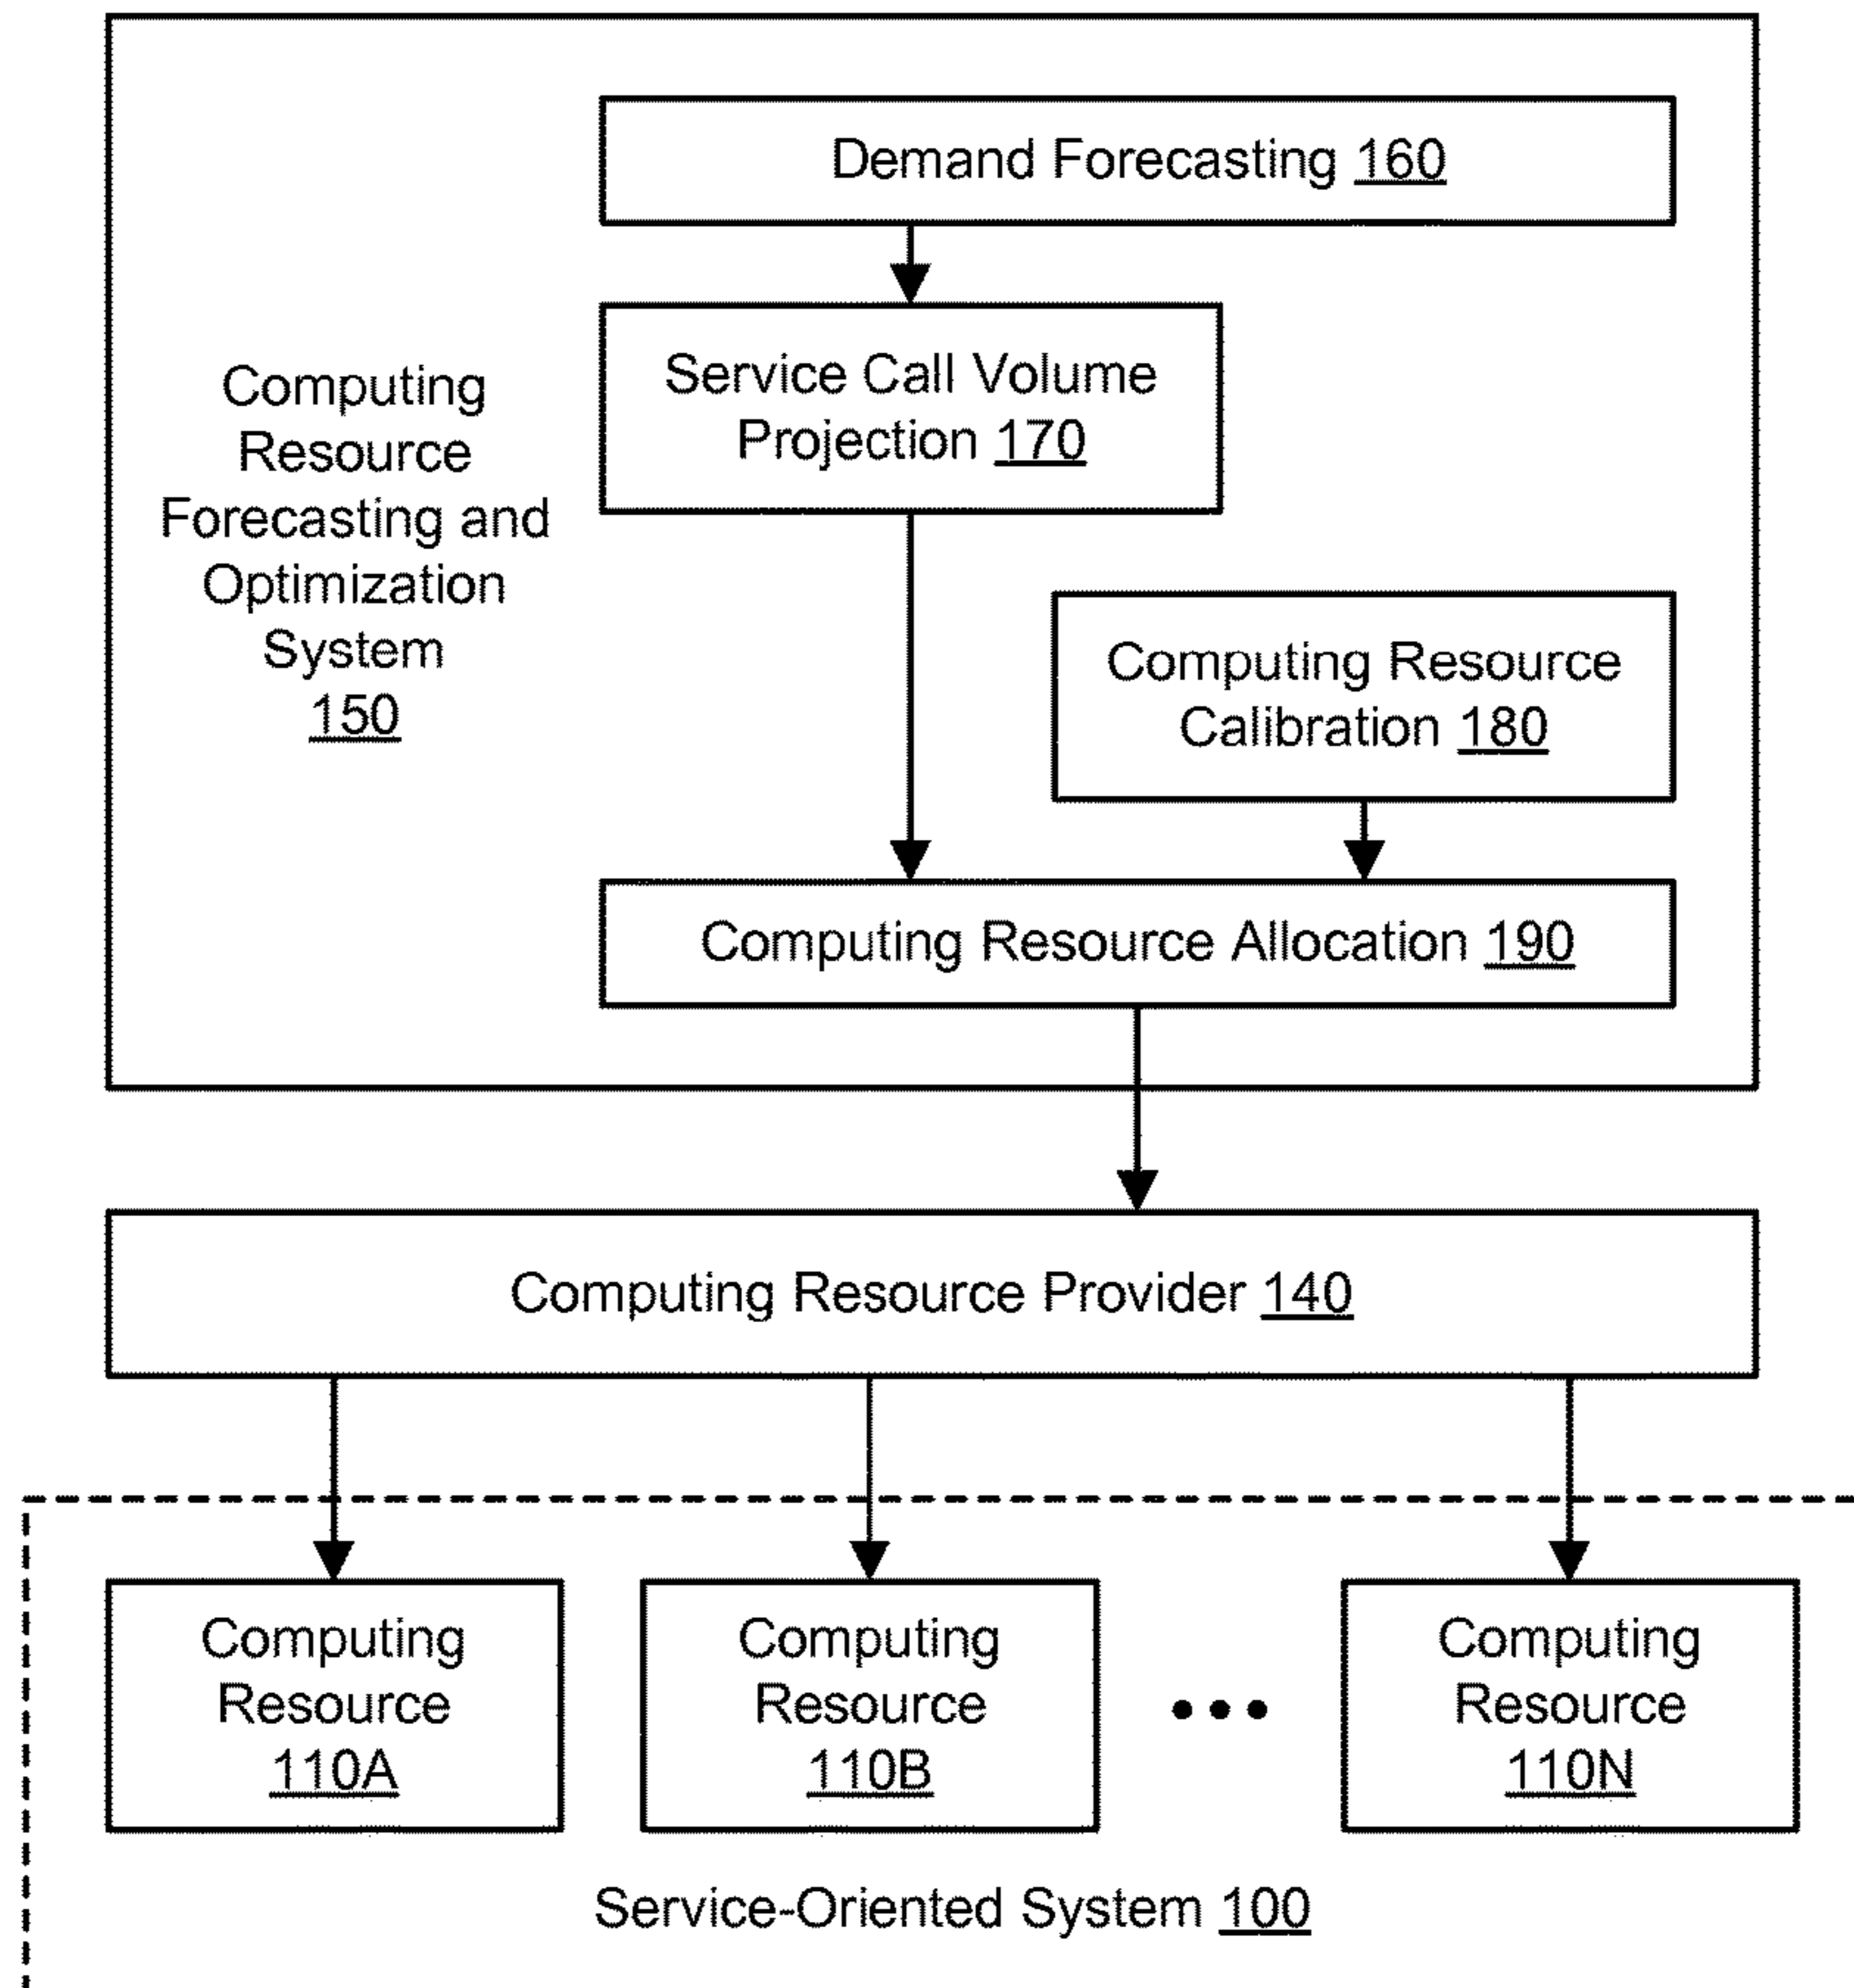 Demand Forecasting 160
Service Call Volume
Projection 170
Computing
Resource
Forecasting and
Optimization
System
150
Computing Resource
Calibration 180
Computing Resource Allocation 190
Computing Resource Provider 140
Computing
Resource
110A
Computing
Resource
110B
Computing
Resource
110N
Service-Oriented System 100